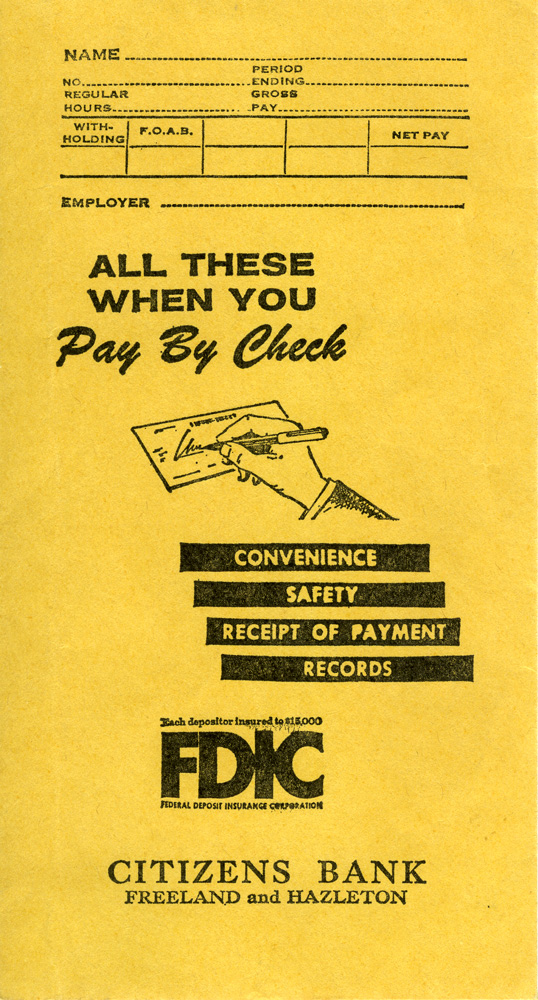 NAME
PERIOD
NO. ENDING
REGULAR GROSS
HOURS PAY
WITH-HOLDING F.O.A.B. NET PAY
EMPLOYER
ALL THESE
WHEN YOU
Pay By Check
CONVENIENCE
SAFETY
RECEIPT OF PAYMENT
RECORDS
Each depositor insured to $15,000
FDIC
FEDERAL DEPOSIT INSURANCE CORPORATION
CITIZENS BANK
FREELAND and HAZLETON